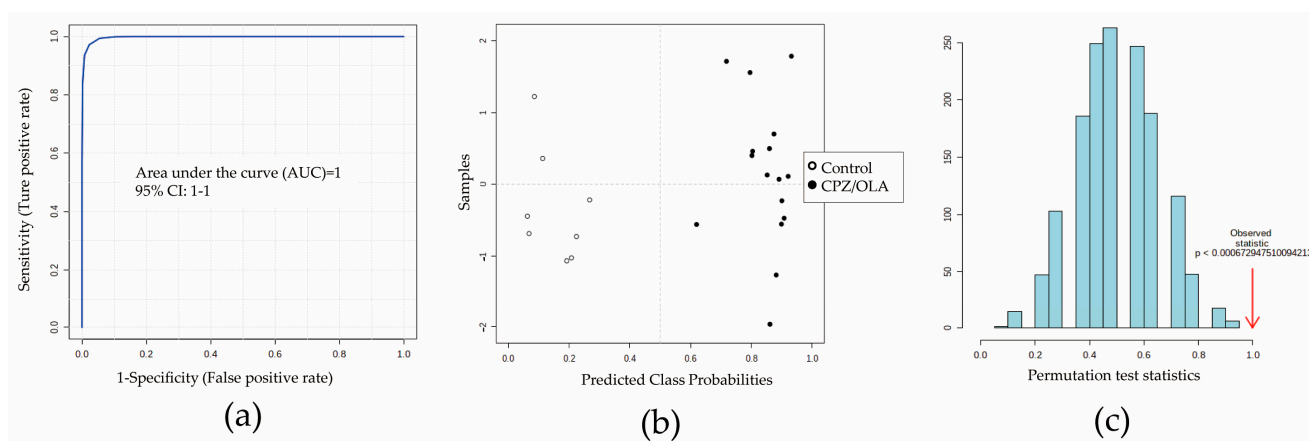 1.0
0.8
0.6
0.4
0.2
0.0
Sensitivity (Ture positive rate)
Area under the curve (AUC)=1
95% CI: 1-1
0.0 0.2 0.4 0.6 0.8 1.0
1-Specificity (False positive rate)
(a)
2
1
0
-1
-2
Samples
Control
CPZ/OLA
0.0 0.2 0.4 0.6 0.8 1.0
Predicted Class Probabilities
(b)
250
200
150
100
50
0
Observed
statistic
p < 0.000672947510094213
0.0 0.2 0.4 0.6 0.8 1.0
Permutation test statistics
(c)